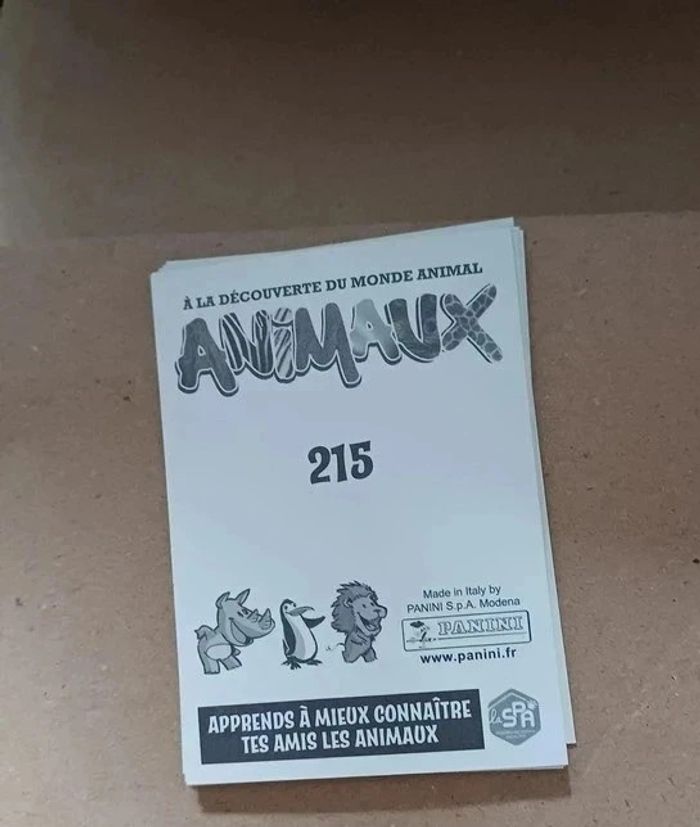 À LA DÉCOUVERTE DU MONDE ANIMAL
ANIMAUX
215
Made in Italy by
PANINI S.p.A. Modena
PANINI
www.panini.fr
APPRENDS À MIEUX CONNAÎTRE
TES AMIS LES ANIMAUX
la SPA